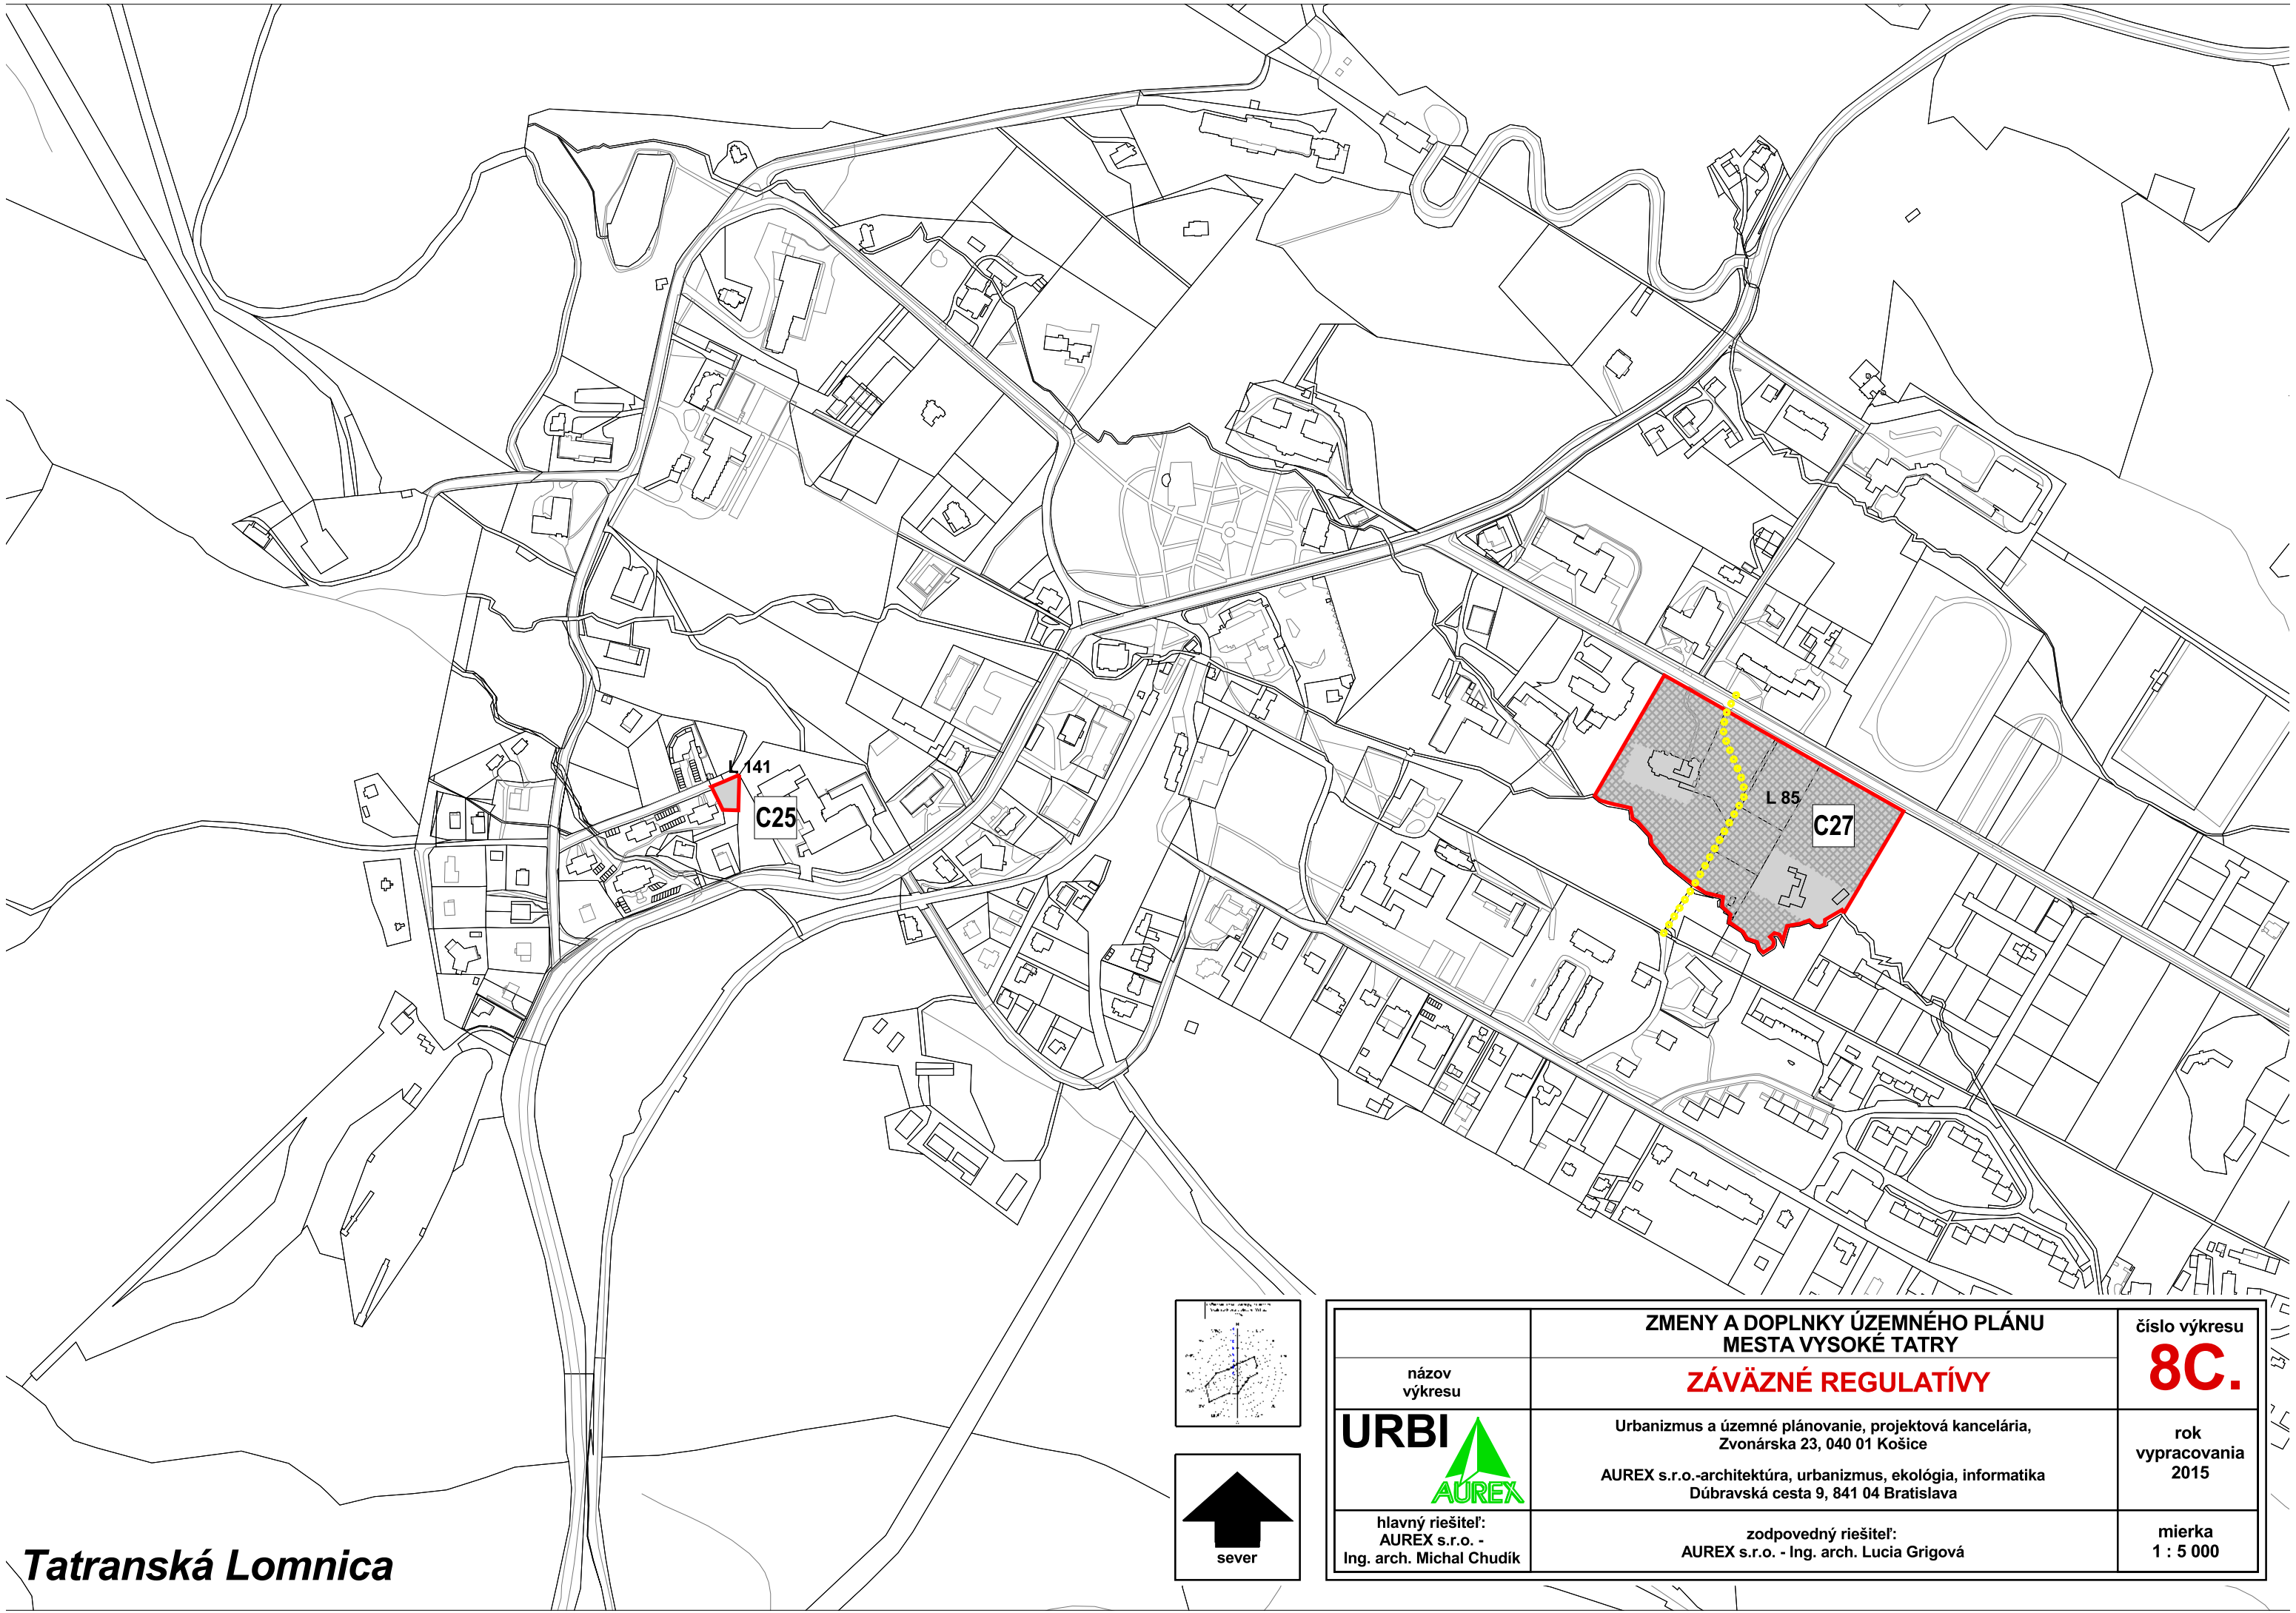 L 141
C25
L 85
C27
Tatranská Lomnica
sever
ZMENY A DOPLNKY ÚZEMNÉHO PLÁNU
MESTA VYSOKÉ TATRY
číslo výkresu
8C.
názov
výkresu
ZÁVÄZNÉ REGULATÍVY
URBI
AUREX
Urbanizmus a územné plánovanie, projektová kancelária,
Zvonárska 23, 040 01 Košice
AUREX s.r.o.-architektúra, urbanizmus, ekológia, informatika
Dúbravská cesta 9, 841 04 Bratislava
rok
vypracovania
2015
hlavný riešiteľ:
AUREX s.r.o. -
Ing. arch. Michal Chudík
zodpovedný riešiteľ:
AUREX s.r.o. - Ing. arch. Lucia Grigová
mierka
1 : 5 000